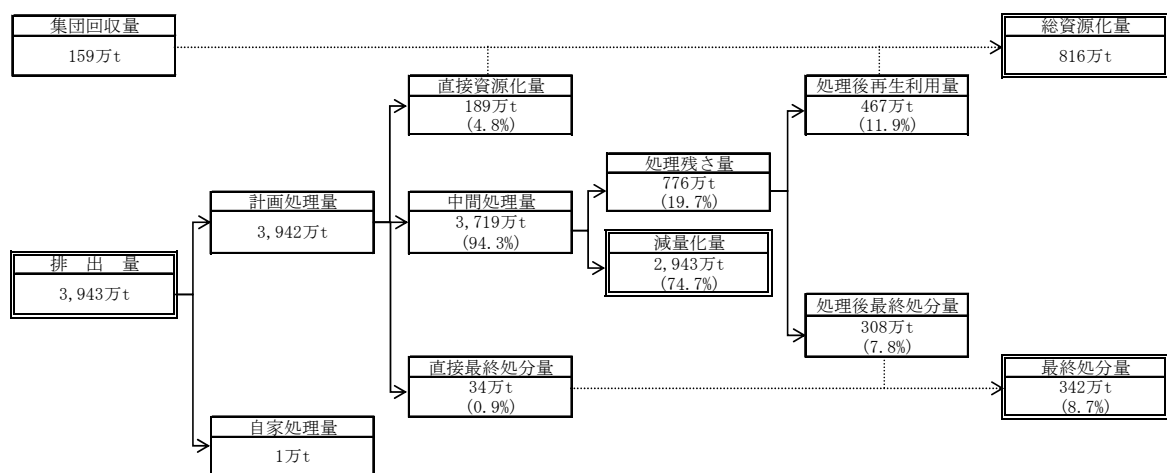 集団回収量
159万t
総資源化量
816万t
直接資源化量
189万t
(4.8%)
処理後再生利用量
467万t
(11.9%)
処理残さ量
776万t
(19.7%)
計画処理量
3,942万t
中間処理量
3,719万t
(94.3%)
減量化量
2,943万t
(74.7%)
排 出 量
3,943万t
処理後最終処分量
308万t
(7.8%)
直接最終処分量
34万t
(0.9%)
最終処分量
342万t
(8.7%)
自家処理量
1万t